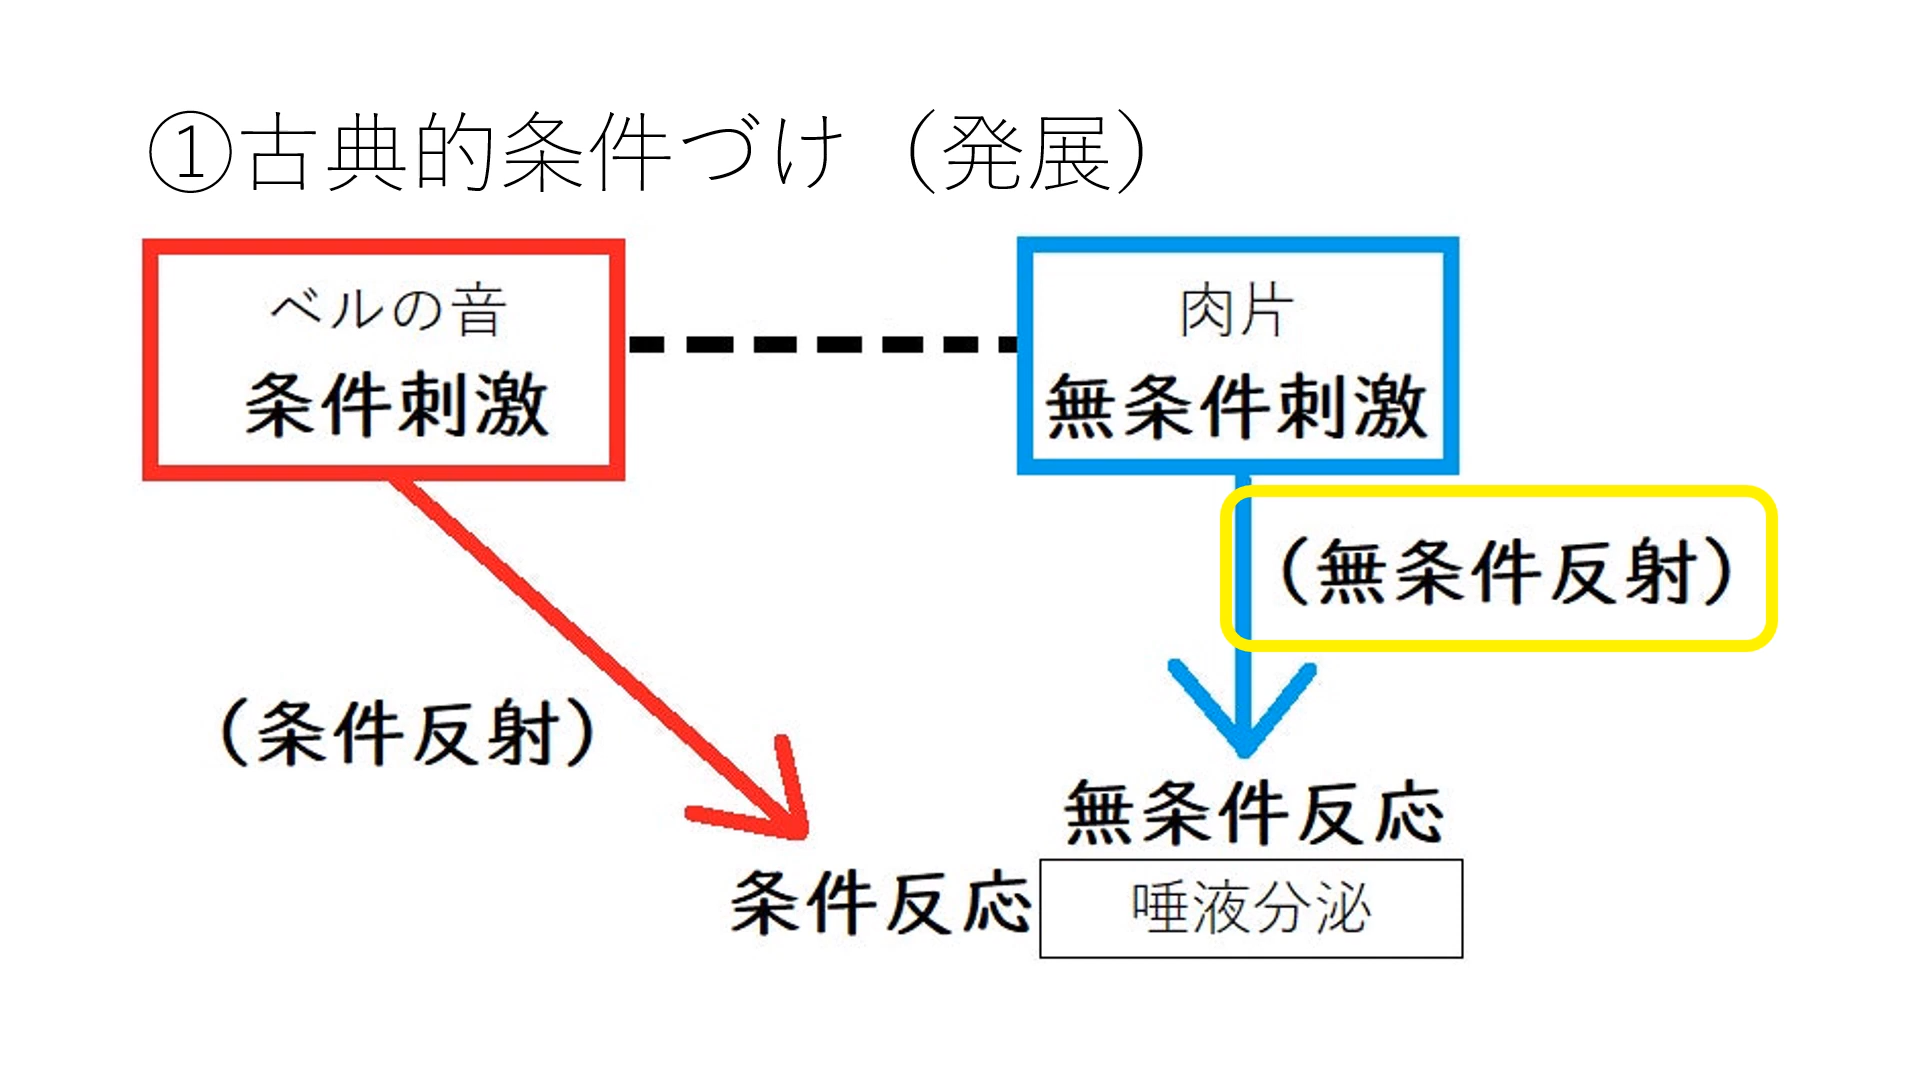 ①古典的条件づけ（発展）
ベルの音
条件刺激
肉片
無条件刺激
（無条件反射）
（条件反射）
無条件反応
条件反応
唾液分泌